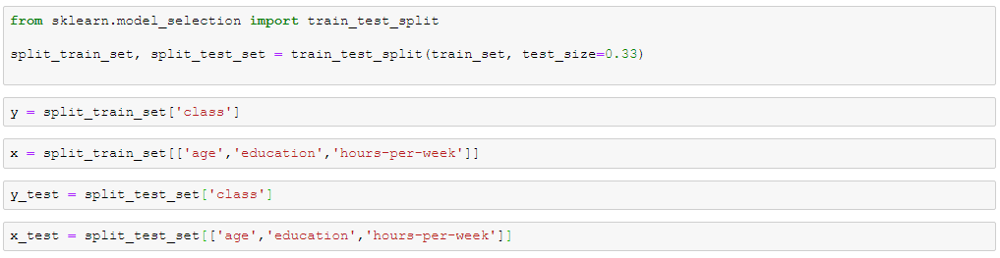 from sklearn.model_selection import train_test_split
split_train_set, split_test_set = train_test_split(train_set, test_size=0.33)
y = split_train_set['class']
x = split_train_set[['age','education','hours-per-week']]
y_test = split_test_set['class']
x_test = split_test_set[['age','education','hours-per-week']]